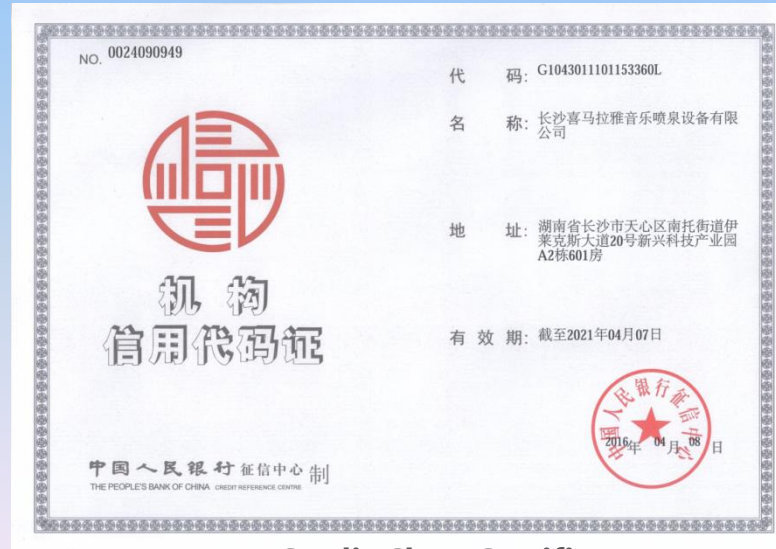 NO. 0024090949
代 码: G1043011101153360L
名 称: 长沙喜马拉雅音乐喷泉设备有限
公司
地 址: 湖南省长沙市天心区南托街道伊
莱克斯大道20号新兴科技产业园
A2栋601房
机 构
信用代码证
有 效 期: 截至2021年04月07日
中国人民银行征信中心
2016年 04月 08日
中国人民银行 征信中心 制
THE PEOPLE'S BANK OF CHINA CREDIT REFERENCE CENTRE